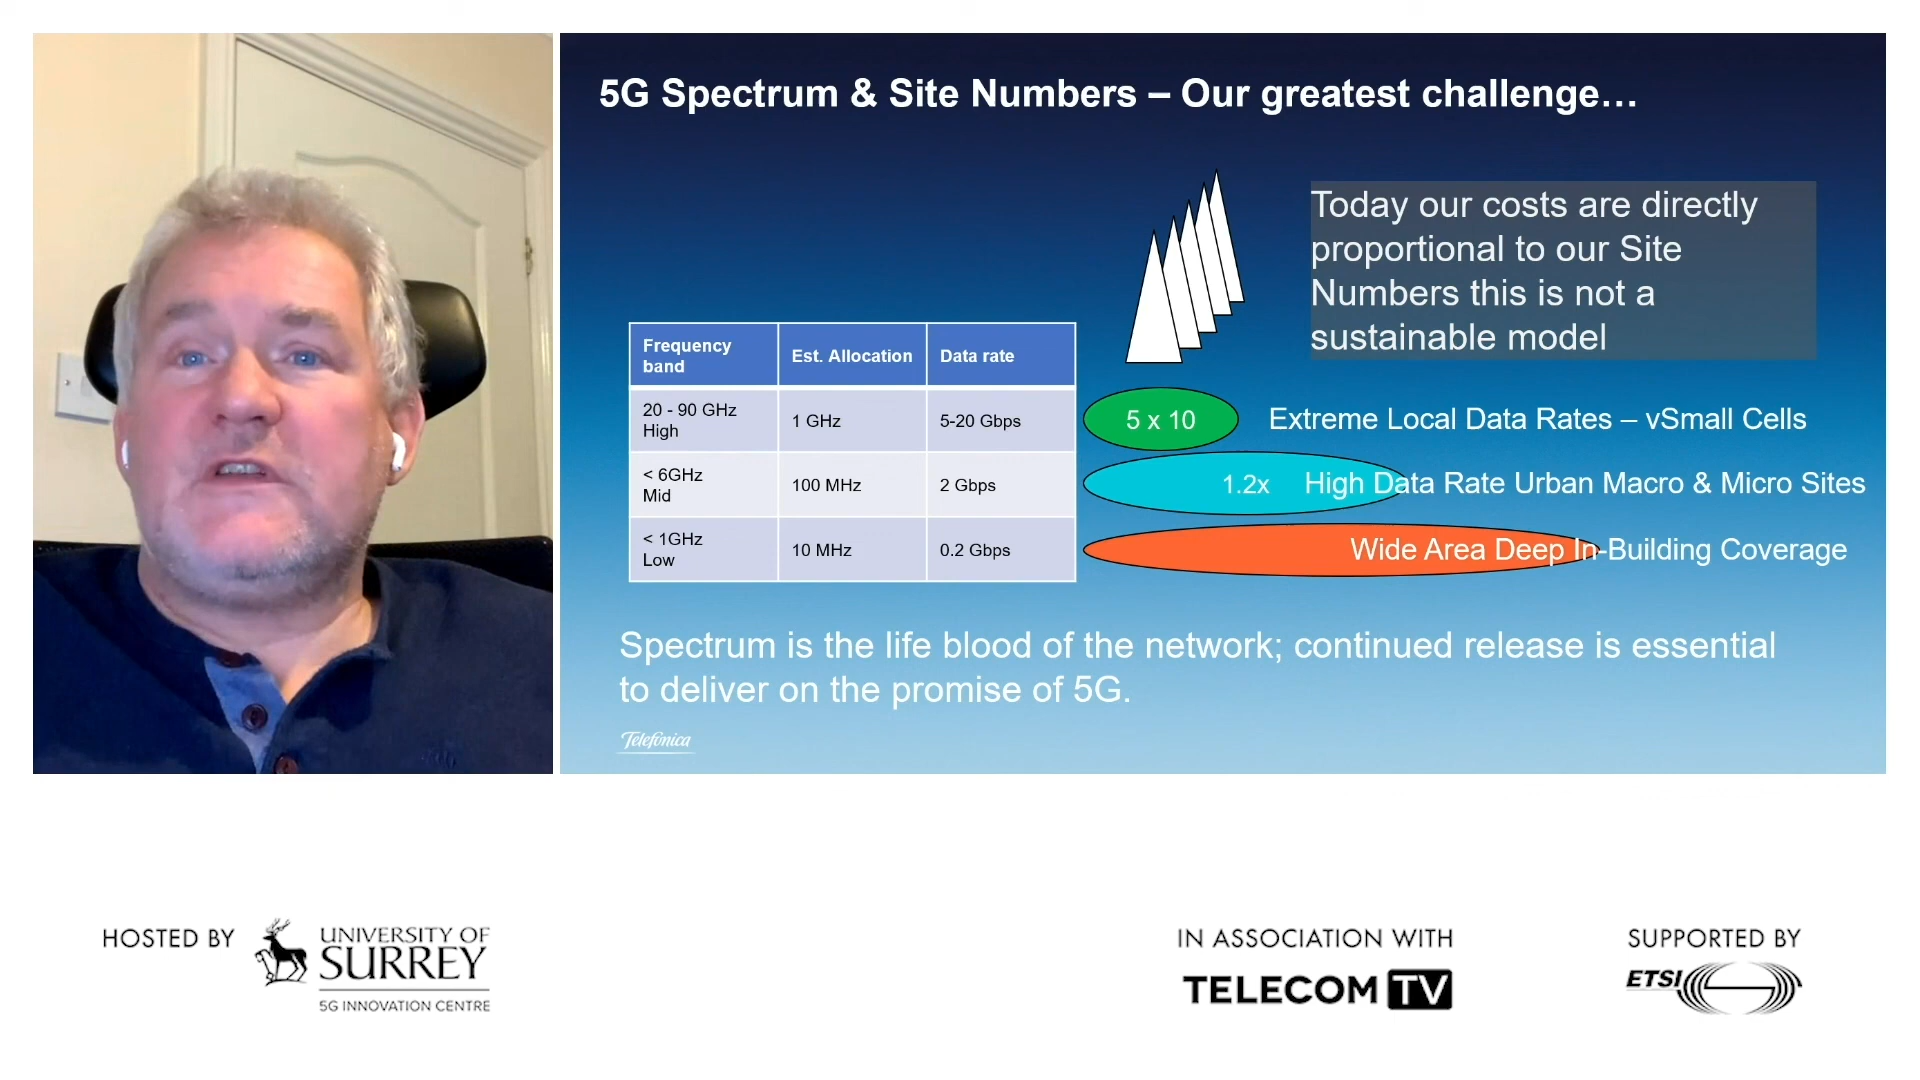 5G Spectrum & Site Numbers – Our greatest challenge…
Today our costs are directly
proportional to our Site
Numbers this is not a
sustainable model
Frequency
band
Est. Allocation
Data rate
20 - 90 GHz
High
1 GHz
5-20 Gbps
5 x 10
Extreme Local Data Rates – vSmall Cells
< 6GHz
Mid
100 MHz
2 Gbps
1.2x
High Data Rate Urban Macro & Micro Sites
< 1GHz
Low
10 MHz
0.2 Gbps
Wide Area Deep In-Building Coverage
Spectrum is the life blood of the network; continued release is essential
to deliver on the promise of 5G.
Telefónica
HOSTED BY
UNIVERSITY OF
SURREY
5G INNOVATION CENTRE
IN ASSOCIATION WITH
TELECOM TV
SUPPORTED BY
ETSI